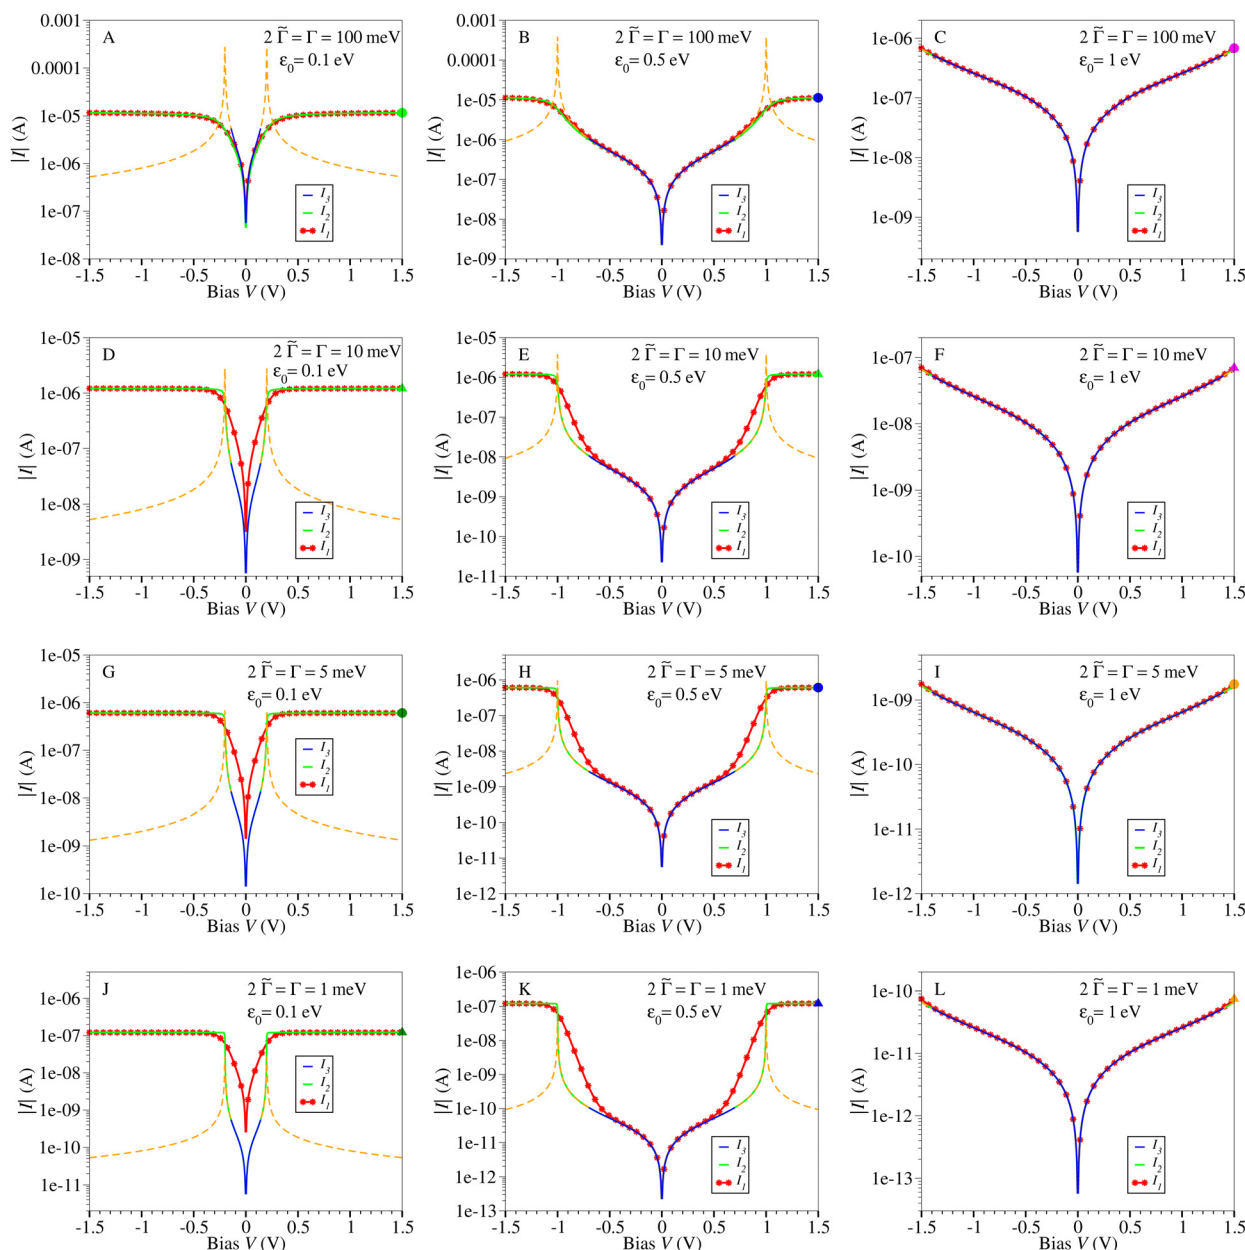 A
2 Γ̃ = Γ = 100 meV
ε0 = 0.1 eV
0.001
0.0001
1e-05
1e-06
1e-07
1e-08
|I| (A)
I3
I2
I1
-1.5 -1 -0.5 0 0.5 1 1.5
Bias V (V)
B
2 Γ̃ = Γ = 100 meV
ε0 = 0.5 eV
0.001
0.0001
1e-05
1e-06
1e-07
1e-08
1e-09
|I| (A)
I3
I2
I1
-1.5 -1 -0.5 0 0.5 1 1.5
Bias V (V)
C
2 Γ̃ = Γ = 100 meV
ε0 = 1 eV
1e-06
1e-07
1e-08
1e-09
|I| (A)
I3
I2
I1
-1.5 -1 -0.5 0 0.5 1 1.5
Bias V (V)
D
2 Γ̃ = Γ = 10 meV
ε0 = 0.1 eV
1e-05
1e-06
1e-07
1e-08
1e-09
|I| (A)
I3
I2
I1
-1.5 -1 -0.5 0 0.5 1 1.5
Bias V (V)
E
2 Γ̃ = Γ = 10 meV
ε0 = 0.5 eV
1e-05
1e-06
1e-07
1e-08
1e-09
1e-10
1e-11
|I| (A)
I3
I2
I1
-1.5 -1 -0.5 0 0.5 1 1.5
Bias V (V)
F
2 Γ̃ = Γ = 10 meV
ε0 = 1 eV
1e-07
1e-08
1e-09
1e-10
|I| (A)
I3
I2
I1
-1.5 -1 -0.5 0 0.5 1 1.5
Bias V (V)
G
2 Γ̃ = Γ = 5 meV
ε0 = 0.1 eV
1e-05
1e-06
1e-07
1e-08
1e-09
1e-10
|I| (A)
I3
I2
I1
-1.5 -1 -0.5 0 0.5 1 1.5
Bias V (V)
H
2 Γ̃ = Γ = 5 meV
ε0 = 0.5 eV
1e-06
1e-07
1e-08
1e-09
1e-10
1e-11
1e-12
|I| (A)
I3
I2
I1
-1.5 -1 -0.5 0 0.5 1 1.5
Bias V (V)
I
2 Γ̃ = Γ = 5 meV
ε0 = 1 eV
1e-09
1e-10
1e-11
1e-12
|I| (A)
I3
I2
I1
-1.5 -1 -0.5 0 0.5 1 1.5
Bias V (V)
J
2 Γ̃ = Γ = 1 meV
ε0 = 0.1 eV
1e-06
1e-07
1e-08
1e-09
1e-10
1e-11
|I| (A)
I3
I2
I1
-1.5 -1 -0.5 0 0.5 1 1.5
Bias V (V)
K
2 Γ̃ = Γ = 1 meV
ε0 = 0.5 eV
1e-06
1e-07
1e-08
1e-09
1e-10
1e-11
1e-12
1e-13
|I| (A)
I3
I2
I1
-1.5 -1 -0.5 0 0.5 1 1.5
Bias V (V)
L
2 Γ̃ = Γ = 1 meV
ε0 = 1 eV
1e-10
1e-11
1e-12
1e-13
|I| (A)
I3
I2
I1
-1.5 -1 -0.5 0 0.5 1 1.5
Bias V (V)